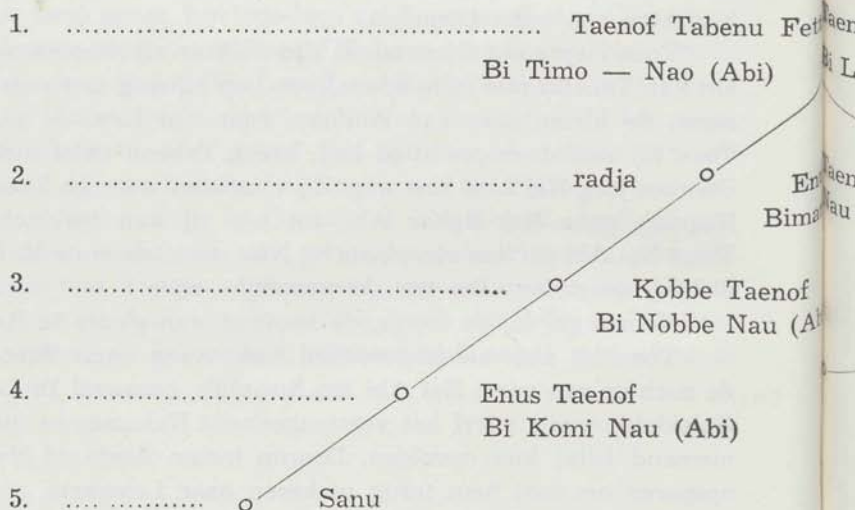 1. ................................................ Taenof Tabenu
Bi Timo — Nao (Abi)
2. ................................................ radja
3. ............................................ Kobbe Taenof
Bi Nobbe Nau
4. .............................. Enus Taenof
Bi Komi Nau (Abi)
5. .... .............. Sanu